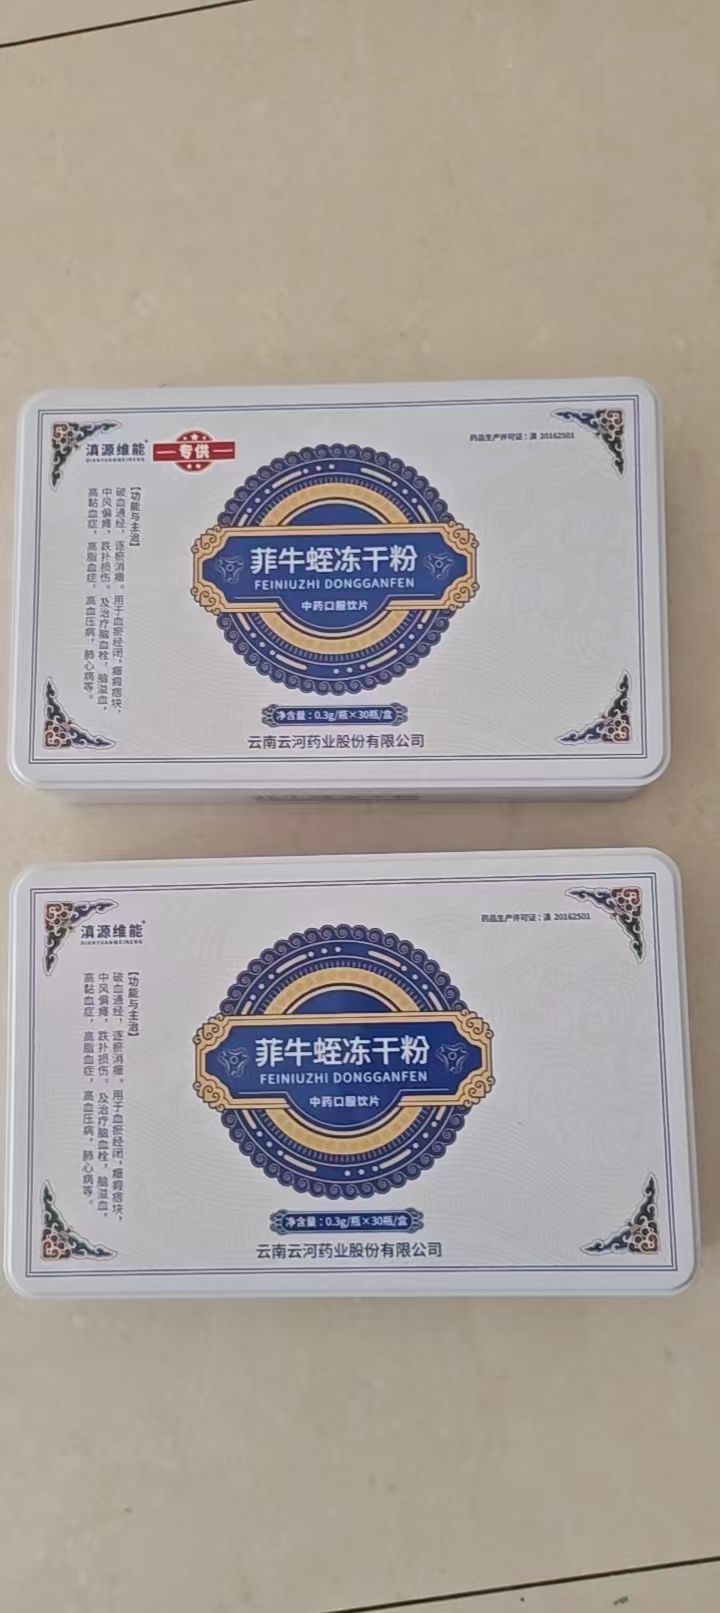 滇源维能
DIANYUANWEINENG
专供
药品生产许可证：滇 20162501
【功能与主治】
破血通经，逐瘀消癥。用于血瘀经闭，癥瘕痞块，
中风偏瘫，跌扑损伤。及治疗脑血栓，脑溢血，
高黏血症，高脂血症，高血压病，肺心病等。
菲牛蛭冻干粉
FEINIUZHI DONGGANFEN
中药口服饮片
净含量：0.3g/瓶×30瓶/盒
云南云河药业股份有限公司
滇源维能
DIANYUANWEINENG
药品生产许可证：滇 20162501
【功能与主治】
破血通经，逐瘀消癥。用于血瘀经闭，癥瘕痞块，
中风偏瘫，跌扑损伤。及治疗脑血栓，脑溢血，
高黏血症，高脂血症，高血压病，肺心病等。
菲牛蛭冻干粉
FEINIUZHI DONGGANFEN
中药口服饮片
净含量：0.3g/瓶×30瓶/盒
云南云河药业股份有限公司